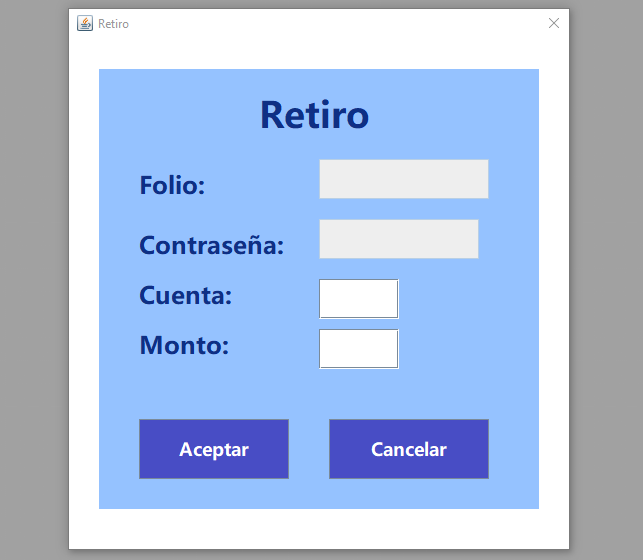 Retiro
Retiro
Folio:
Contraseña:
Cuenta:
Monto:
Aceptar
Cancelar